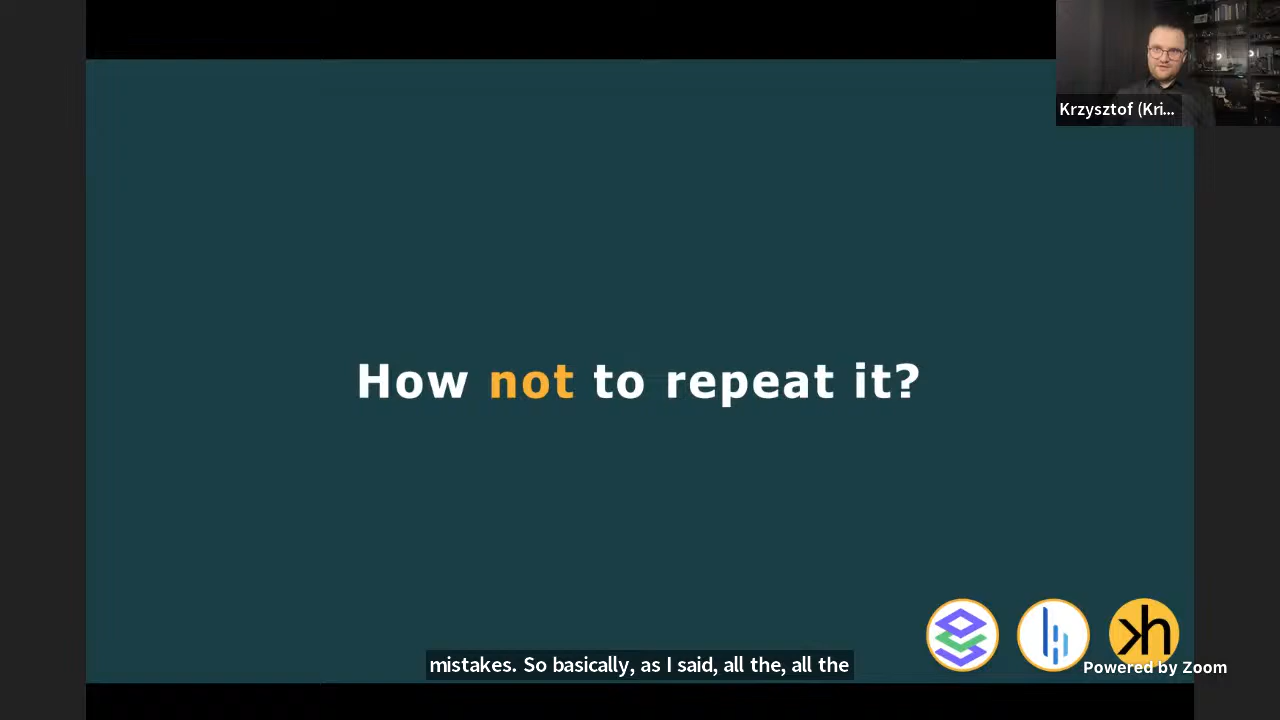 Krzysztof (Kri...
How not to repeat it?
kh
mistakes. So basically, as I said, all the, all the
Powered by Zoom